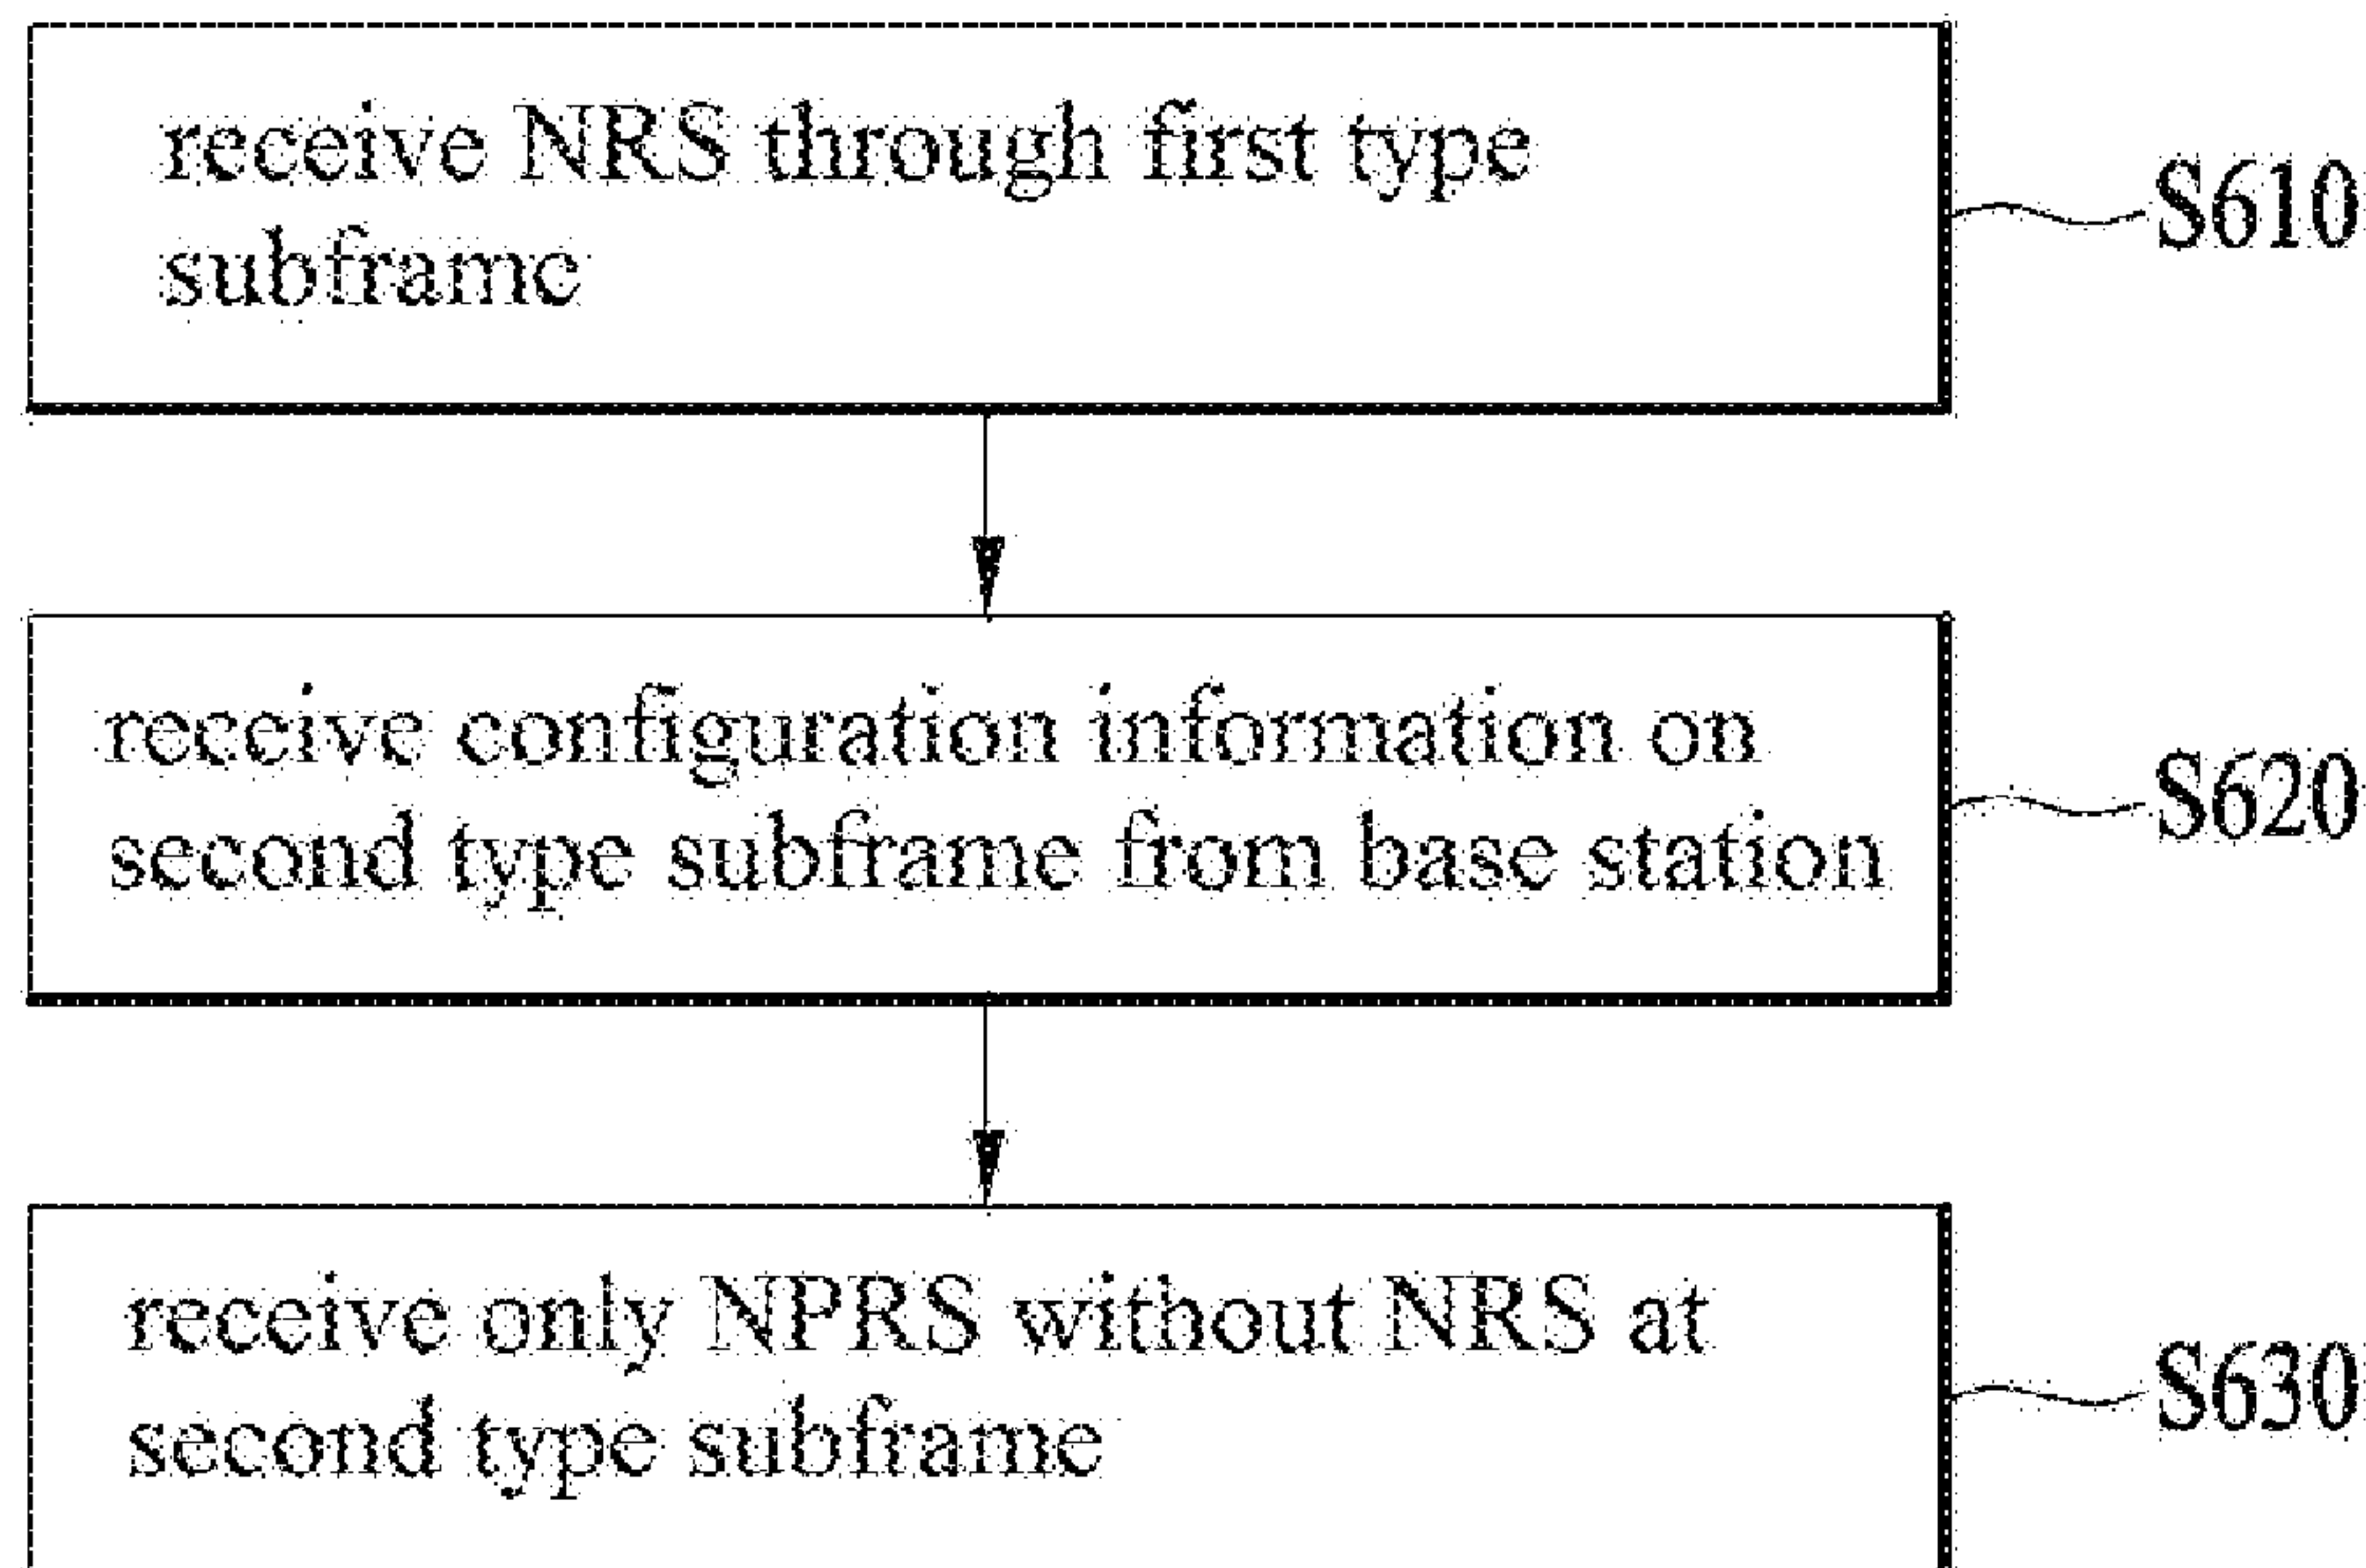 receive NRS through first type
subframe
S610
receive configuration information on
second type subframe from base station
S620
receive only NPRS without NRS at
second type subframe
S630